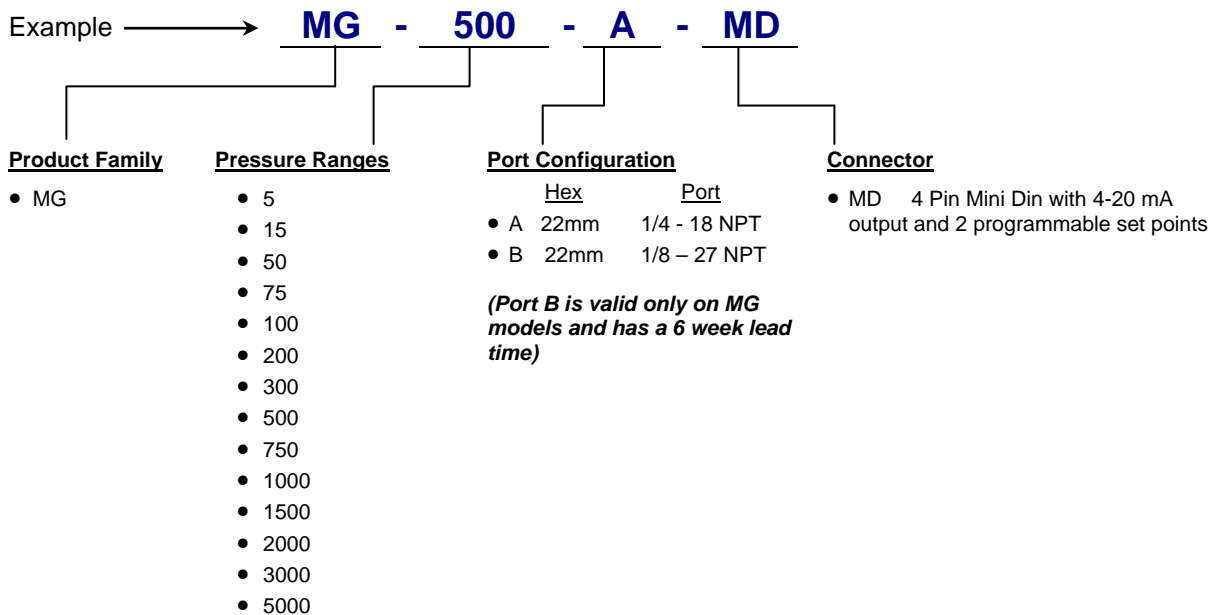 Example MG - 500 - A - MD
Product Family
• MG
Pressure Ranges
• 5
• 15
• 50
• 75
• 100
• 200
• 300
• 500
• 750
• 1000
• 1500
• 2000
• 3000
• 5000
Port Configuration
Hex Port
• A 22mm 1/4 - 18 NPT
• B 22mm 1/8 – 27 NPT
(Port B is valid only on MG
models and has a 6 week lead
time)
Connector
• MD 4 Pin Mini Din with 4-20 mA
output and 2 programmable set points